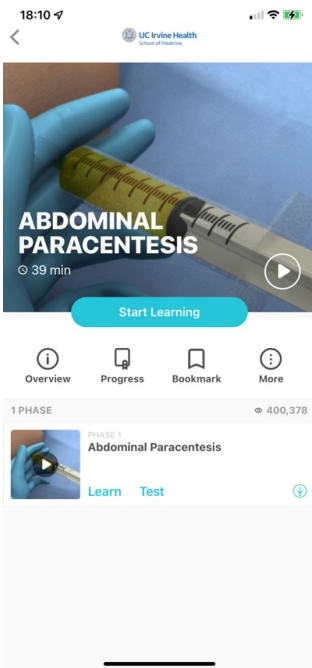 18:10
UC Irvine Health
School of Medicine
ABDOMINAL
PARACENTESIS
39 min
Start Learning
Overview Progress Bookmark More
1 PHASE 400,378
PHASE 1
Abdominal Paracentesis
Learn Test